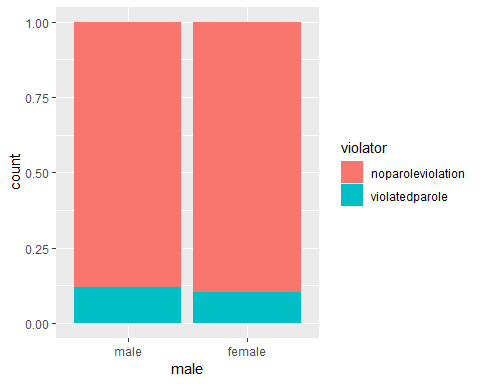 1.00
0.75
0.50
0.25
0.00
count
male
female
male
violator
noparoleviolation
violatedparole